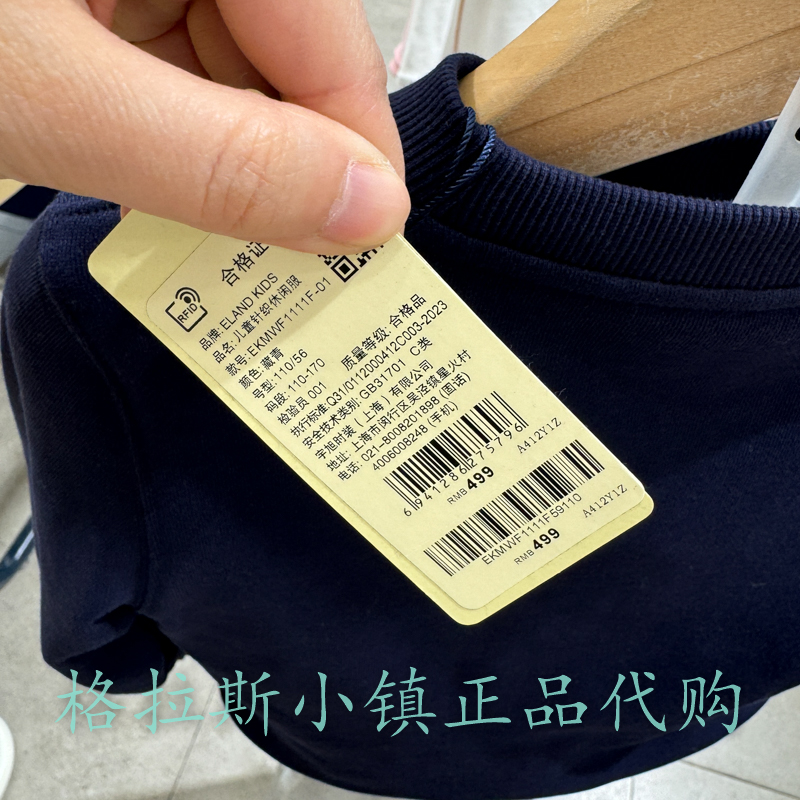 合格证
RFID
品牌: ELAND KIDS
品名: 儿童针织休闲服
款号: EKMWF1111F-01
颜色: 藏青
号型: 110/56
码段: 110-170
检验员 001 质量等级: 合格品
执行标准:Q31/0112000412C003-2023
安全技术类别: GB31701 C类
宇旭时装（上海）有限公司
地址: 上海市闵行区吴泾镇星火村
电话: 021-8008201898 (固话)
4006008248 (手机)
6941286275796
A412Y1Z
RMB 499
EKMWF1111F59110
A412Y1Z
RMB 499
格拉斯小镇正品代购